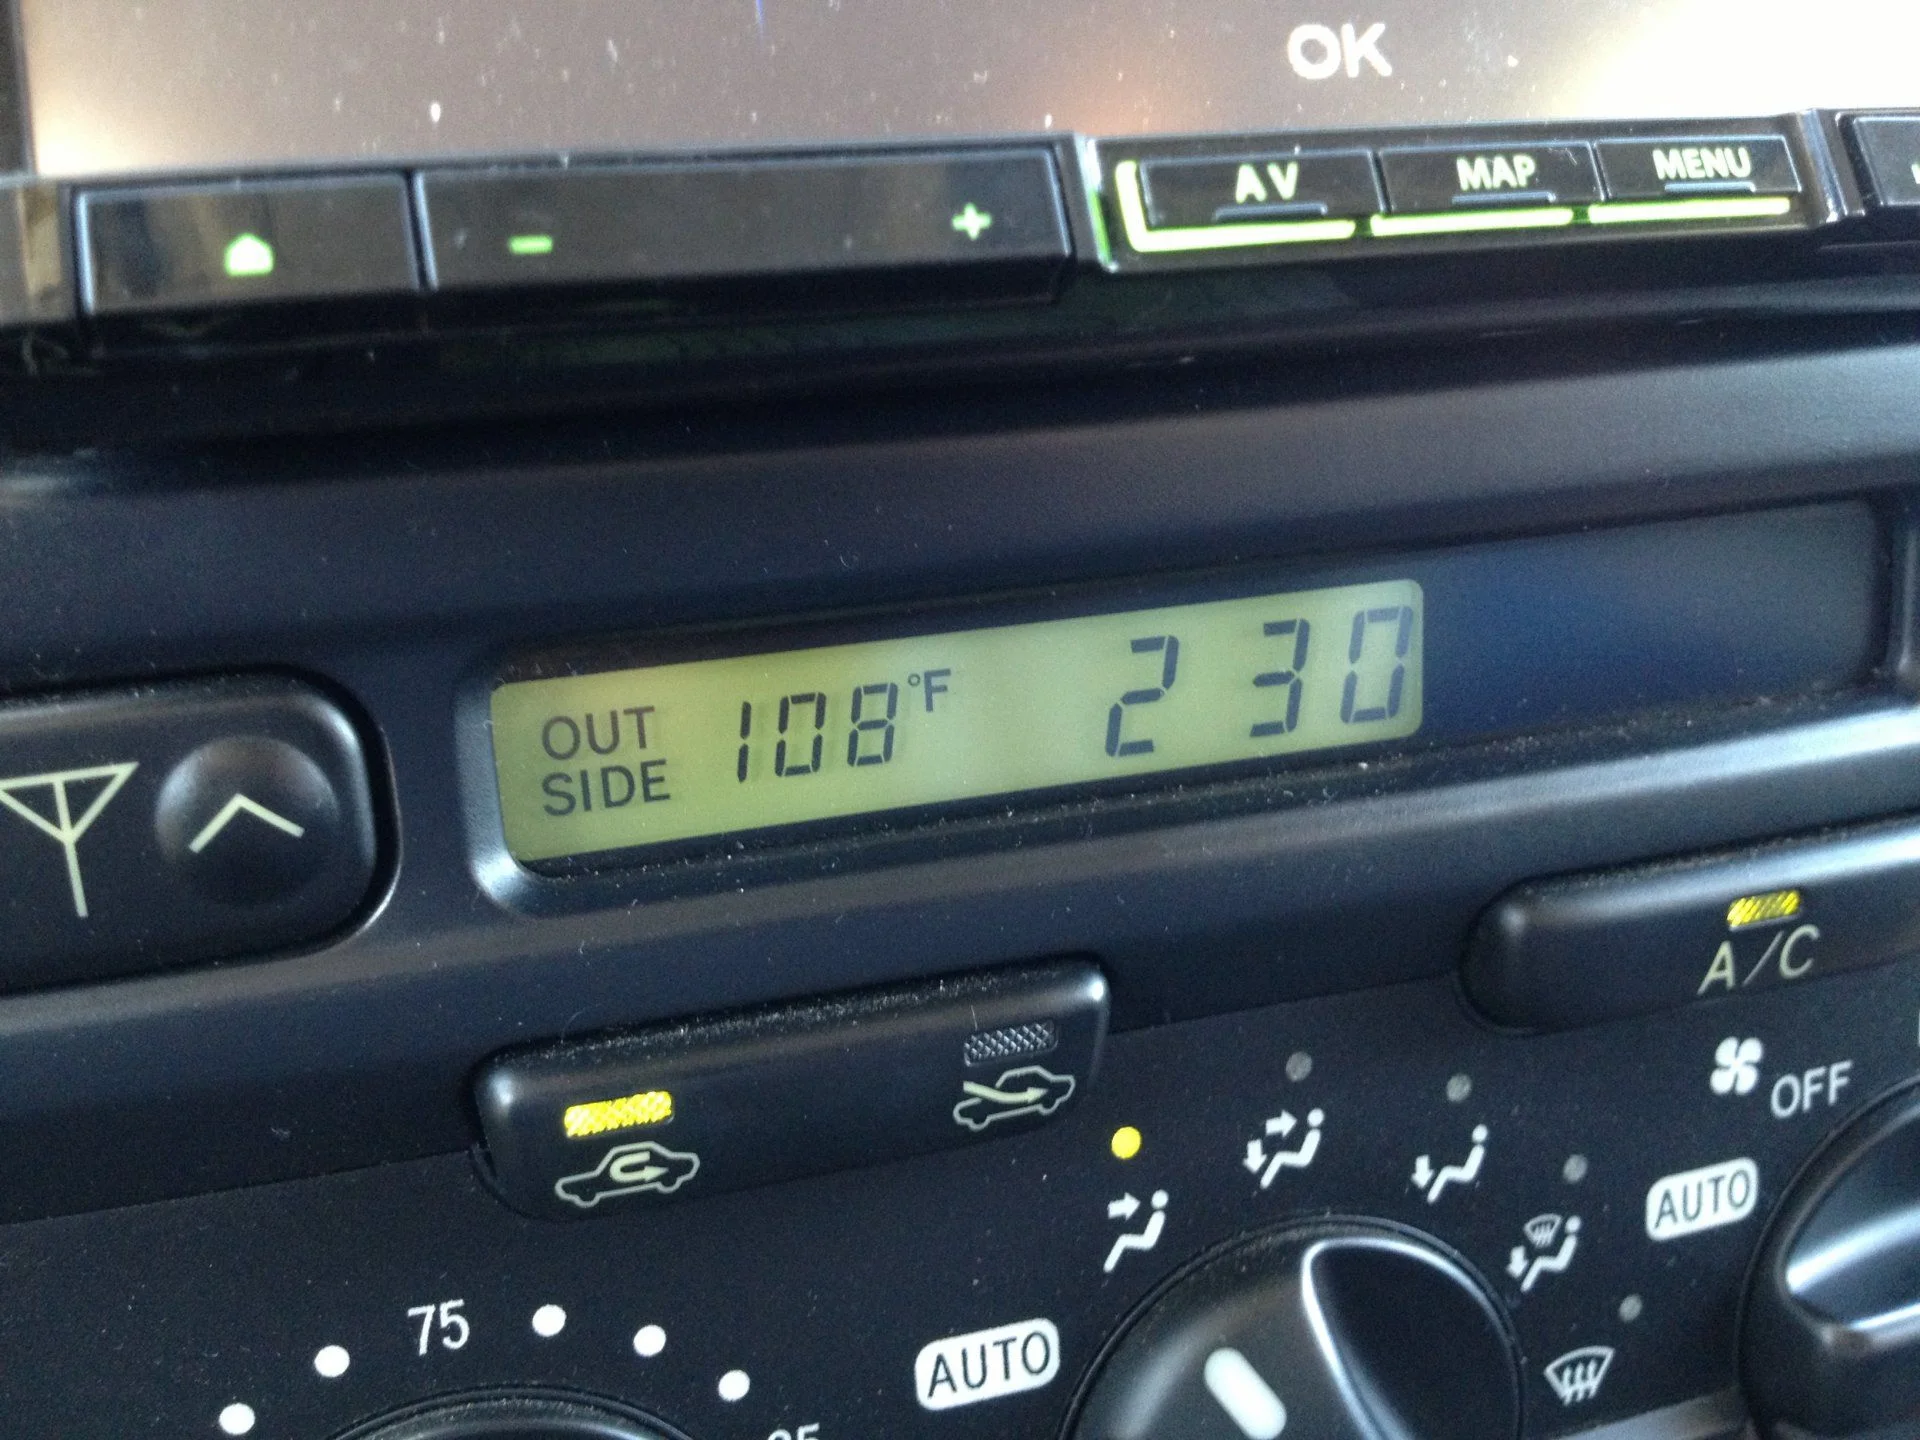 OK
AV MAP MENU
OUT SIDE 108°F 2 30
A/C
OFF
AUTO
75
AUTO